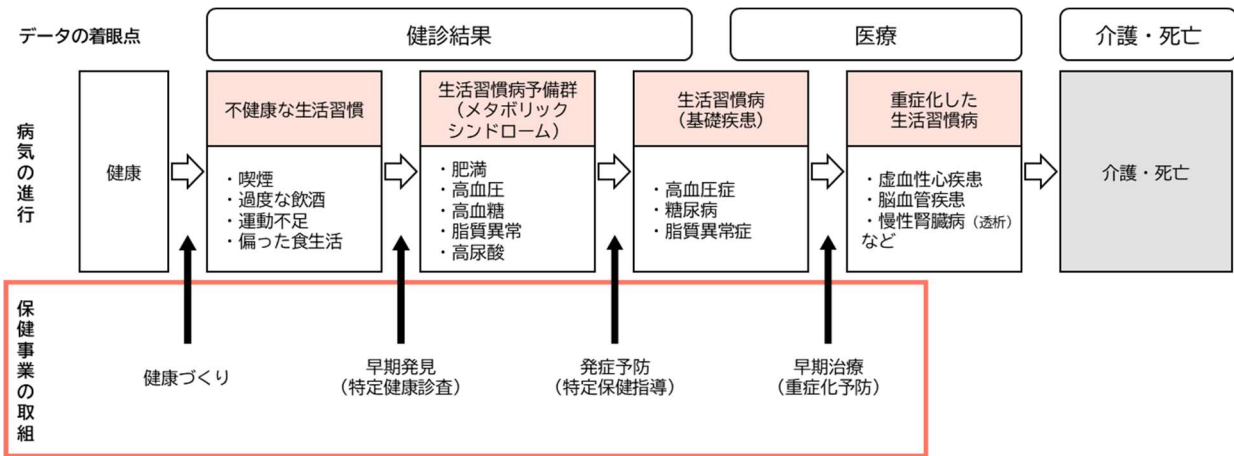 データの着眼点
健診結果
医療
介護・死亡
病気の進行
健康
不健康な生活習慣
・喫煙
・過度な飲酒
・運動不足
・偏った食生活
生活習慣病予備群
（メタボリック
シンドローム）
・肥満
・高血圧
・高血糖
・脂質異常
・高尿酸
生活習慣病
（基礎疾患）
・高血圧症
・糖尿病
・脂質異常症
重症化した
生活習慣病
・虚血性心疾患
・脳血管疾患
・慢性腎臓病（透析）
など
介護・死亡
保健事業の取組
健康づくり
早期発見
（特定健康診査）
発症予防
（特定保健指導）
早期治療
（重症化予防）